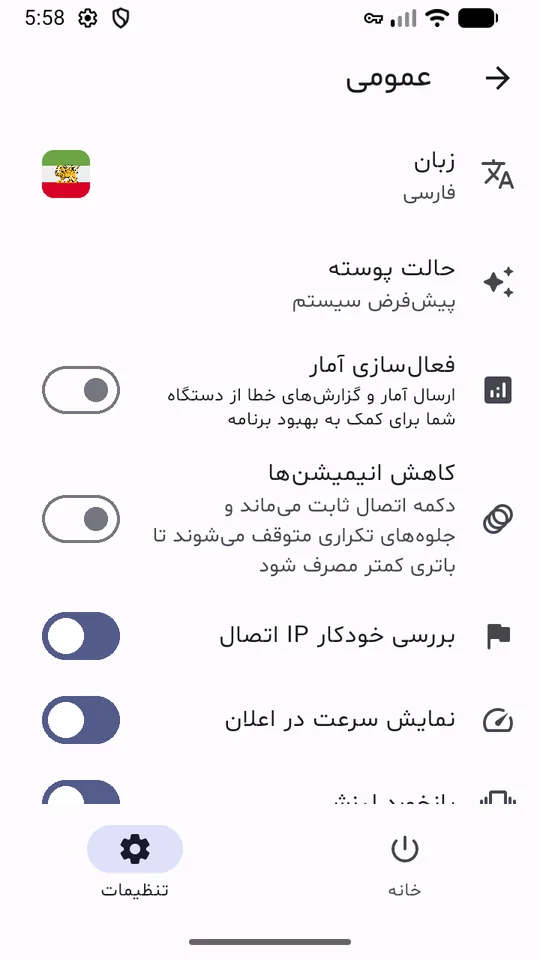 5:58
عمومی
زبان
فارسی
حالت پوسته
پیش‌فرض سیستم
فعال‌سازی آمار
ارسال آمار و گزارش‌های خطا از دستگاه
شما برای کمک به بهبود برنامه
کاهش انیمیشن‌ها
دکمه اتصال ثابت می‌ماند و
جلوه‌های تکراری متوقف می‌شوند تا
باتری کمتر مصرف شود
بررسی خودکار IP اتصال
نمایش سرعت در اعلان
خانه
تنظیمات